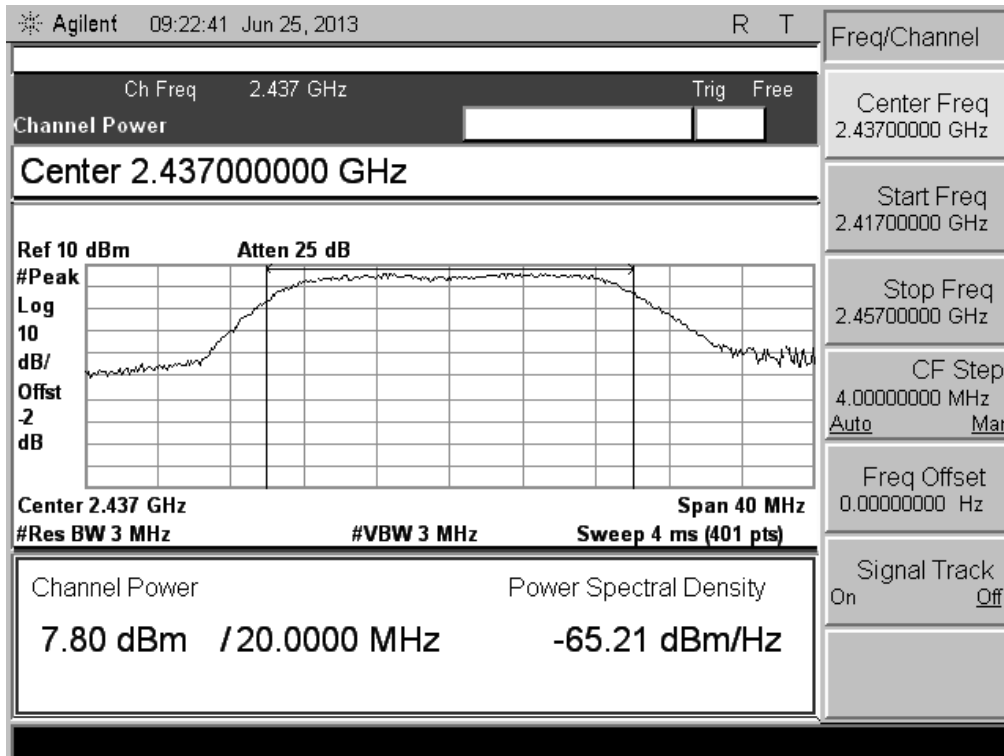 Agilent 09:22:41 Jun 25, 2013 R T
Ch Freq 2.437 GHz Trig Free
Channel Power
Center 2.437000000 GHz
Ref 10 dBm Atten 25 dB
#Peak
Log
10
dB/
Offst
-2
dB
Center 2.437 GHz Span 40 MHz
#Res BW 3 MHz #VBW 3 MHz Sweep 4 ms (401 pts)
Channel Power Power Spectral Density
7.80 dBm /20.0000 MHz -65.21 dBm/Hz
Freq/Channel
Center Freq
2.43700000 GHz
Start Freq
2.41700000 GHz
Stop Freq
2.45700000 GHz
CF Step
4.00000000 MHz
Auto Man
Freq Offset
0.00000000 Hz
Signal Track
On Off